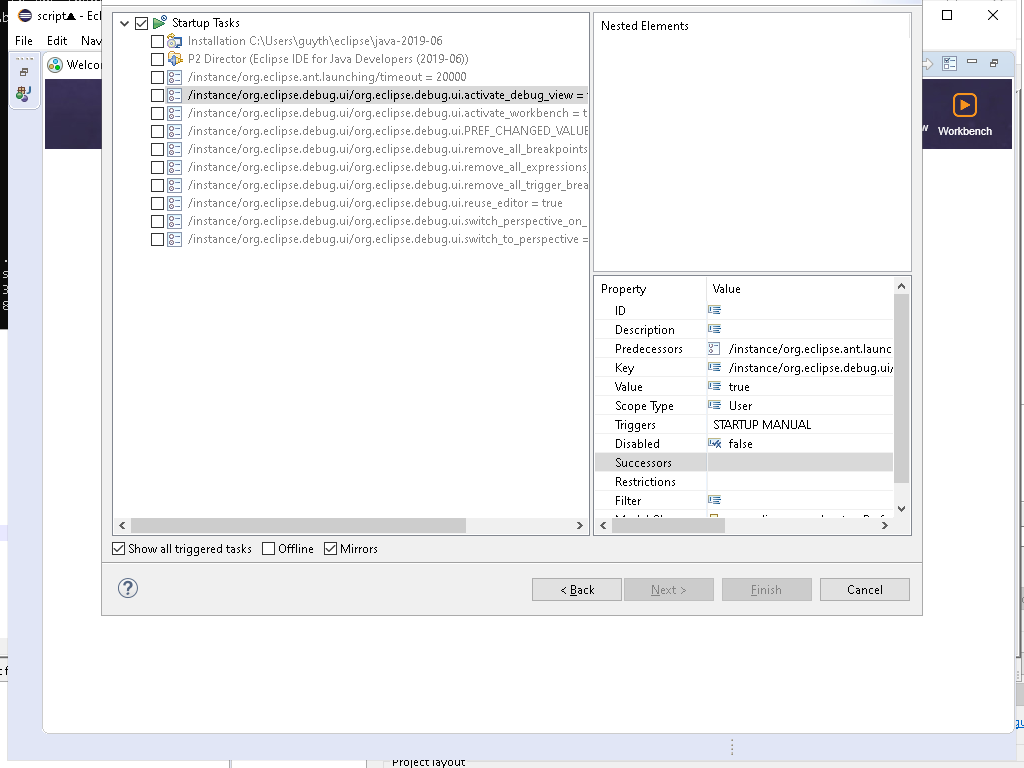 script▲ - Ecl
File Edit Nav
Welco
Workbench
Startup Tasks
Installation C:\Users\guyth\eclipse\java-2019-06
P2 Director (Eclipse IDE for Java Developers (2019-06))
/instance/org.eclipse.ant.launching/timeout = 20000
/instance/org.eclipse.debug.ui/org.eclipse.debug.ui.activate_debug_view = t
/instance/org.eclipse.debug.ui/org.eclipse.debug.ui.activate_workbench = t
/instance/org.eclipse.debug.ui/org.eclipse.debug.ui.PREF_CHANGED_VALUE
/instance/org.eclipse.debug.ui/org.eclipse.debug.ui.remove_all_breakpoints
/instance/org.eclipse.debug.ui/org.eclipse.debug.ui.remove_all_expressions
/instance/org.eclipse.debug.ui/org.eclipse.debug.ui.remove_all_trigger_brea
/instance/org.eclipse.debug.ui/org.eclipse.debug.ui.reuse_editor = true
/instance/org.eclipse.debug.ui/org.eclipse.debug.ui.switch_perspective_on_
/instance/org.eclipse.debug.ui/org.eclipse.debug.ui.switch_to_perspective =
Nested Elements
Property Value
ID
Description
Predecessors /instance/org.eclipse.ant.launc
Key /instance/org.eclipse.debug.ui/
Value true
Scope Type User
Triggers STARTUP MANUAL
Disabled false
Successors
Restrictions
Filter
Show all triggered tasks Offline Mirrors
?
< Back Next > Finish Cancel
Project layout